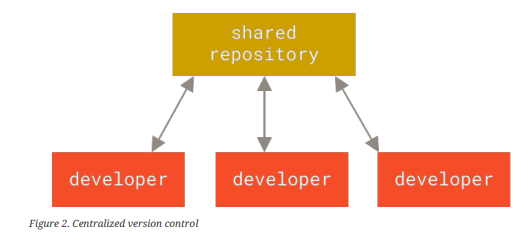 shared
repository
developer
developer
developer
Figure 2. Centralized version control